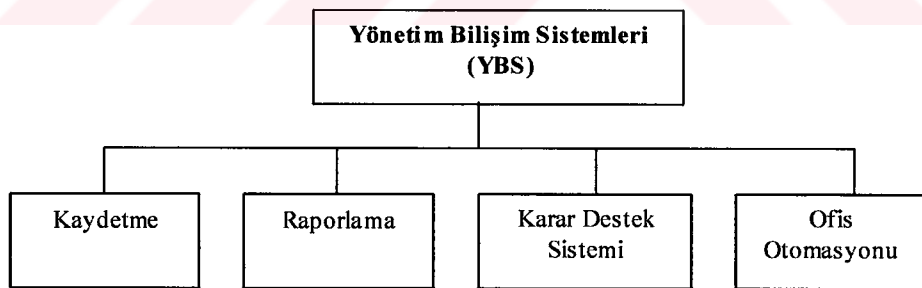 Yönetim Bilişim Sistemleri
(YBS)
Kaydetme
Raporlama
Karar Destek
Sistemi
Ofis
Otomasyonu